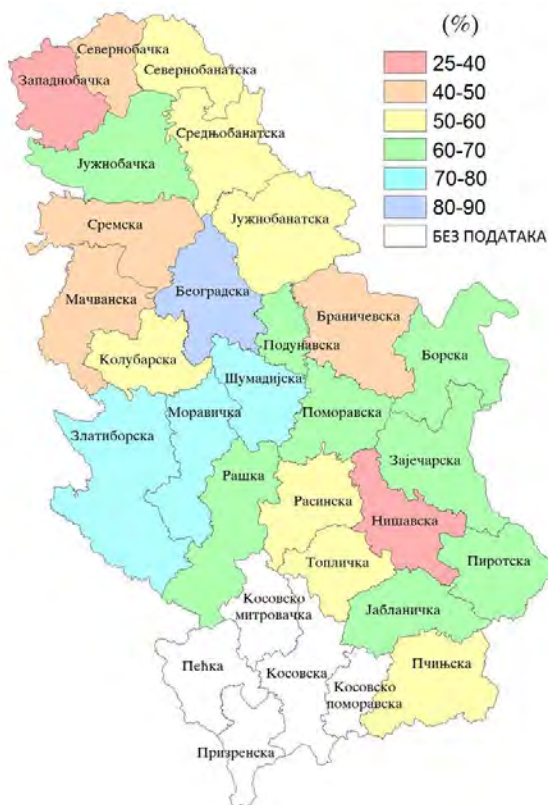 (%)
25-40
40-50
50-60
60-70
70-80
80-90
БЕЗ ПОДАТАКА
Севернобачка
Западнобачка
Севернобанатска
Средњобанатска
Јужнобачка
Јужнобанатска
Сремска
Мачванска
Београдска
Браничевска
Подунавска
Борска
Колубарска
Шумадијска
Златиборска
Моравичка
Поморавска
Зајечарска
Рашка
Расинска
Нишавска
Топличка
Пиротска
Јабланичка
Косовско
митровачка
Пећка
Косовска
Косовско
поморавска
Пчињска
Призренска